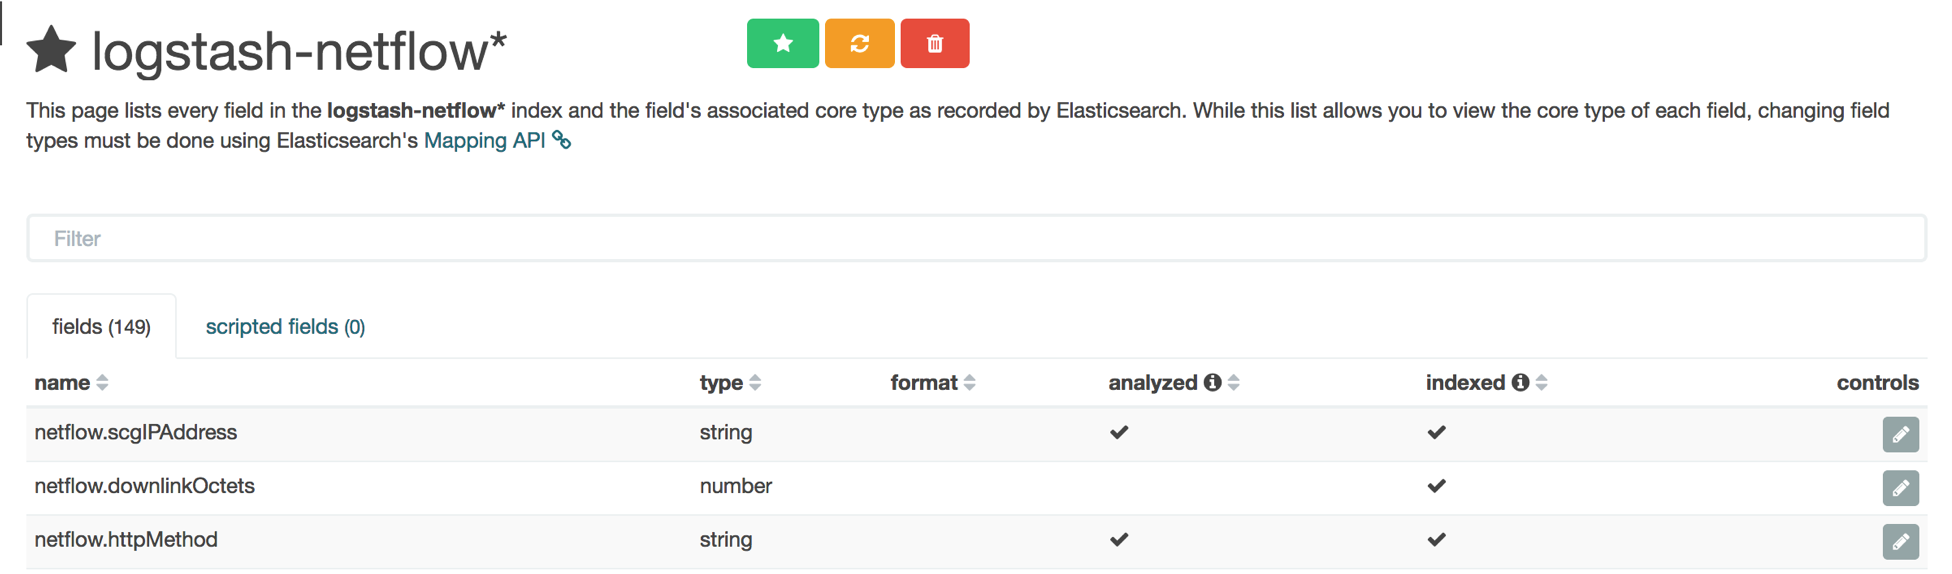 logstash-netflow*
This page lists every field in the logstash-netflow* index and the field's associated core type as recorded by Elasticsearch. While this list allows you to view the core type of each field, changing field
types must be done using Elasticsearch's Mapping API
Filter
fields (149) scripted fields (0)
name type format analyzed indexed controls
netflow.scgIPAddress string
netflow.downlinkOctets number
netflow.httpMethod string